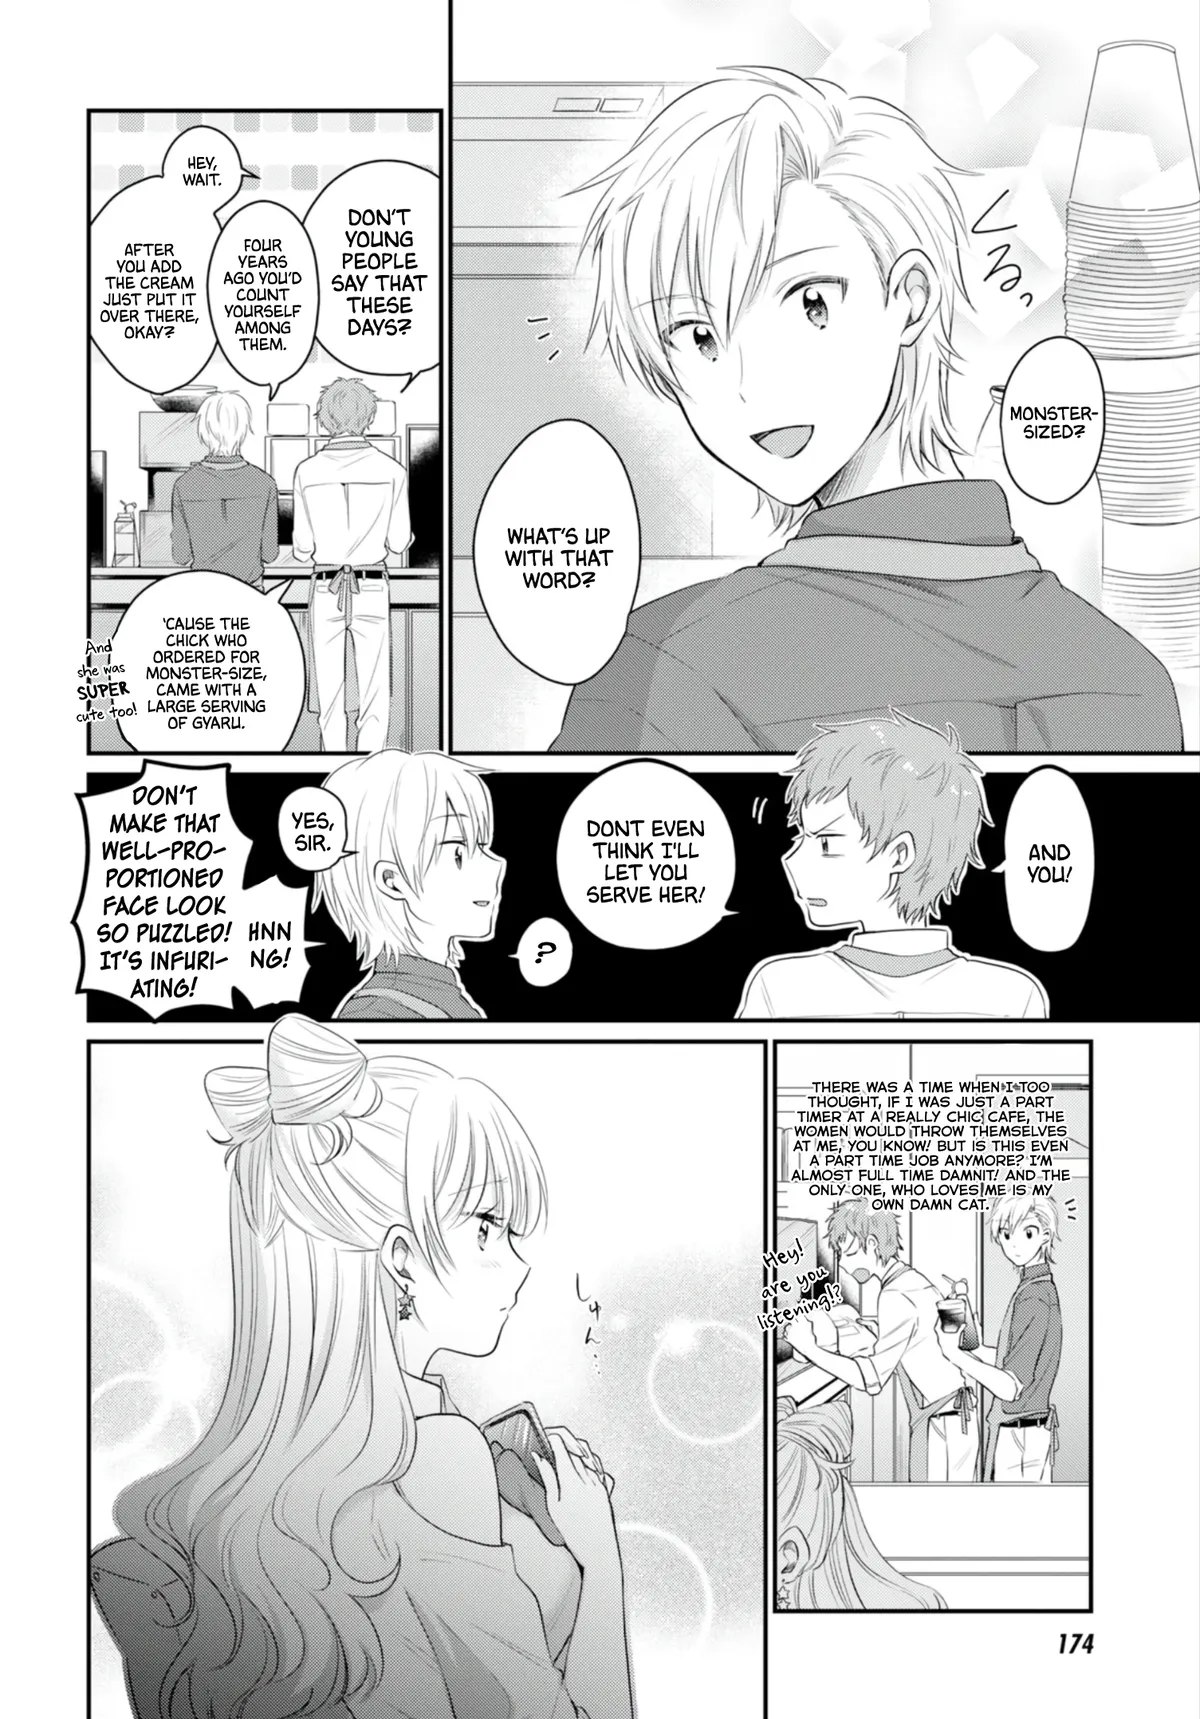 MONSTER-
SIZED?
WHAT'S UP
WITH THAT
WORD?
DON'T
YOUNG
PEOPLE
SAY THAT
THESE
DAYS?
FOUR
YEARS
AGO YOU'D
COUNT
YOURSELF
AMONG
THEM.
HEY,
WAIT.
AFTER
YOU ADD
THE CREAM
JUST PUT IT
OVER THERE,
OKAY?
'CAUSE THE
CHICK WHO
ORDERED FOR
MONSTER-SIZE,
CAME WITH A
LARGE SERVING
OF GYARU.
And
she was
SUPER
cute too!
AND
YOU!
DONT EVEN
THINK I'LL
LET YOU
SERVE HER!
?
YES,
SIR.
HNN
NG!
DON'T
MAKE THAT
WELL-PRO-
PORTIONED
FACE LOOK
SO PUZZLED!
IT'S INFURI-
ATING!
THERE WAS A TIME WHEN I TOO
THOUGHT, IF I WAS JUST A PART
TIMER AT A REALLY CHIC CAFE, THE
WOMEN WOULD THROW THEMSELVES
AT ME, YOU KNOW! BUT IS THIS EVEN
A PART TIME JOB ANYMORE? I'M
ALMOST FULL TIME DAMNIT! AND THE
ONLY ONE, WHO LOVES ME IS MY
OWN DAMN CAT.
Hey!
are you
listening!?
しゅん…
174